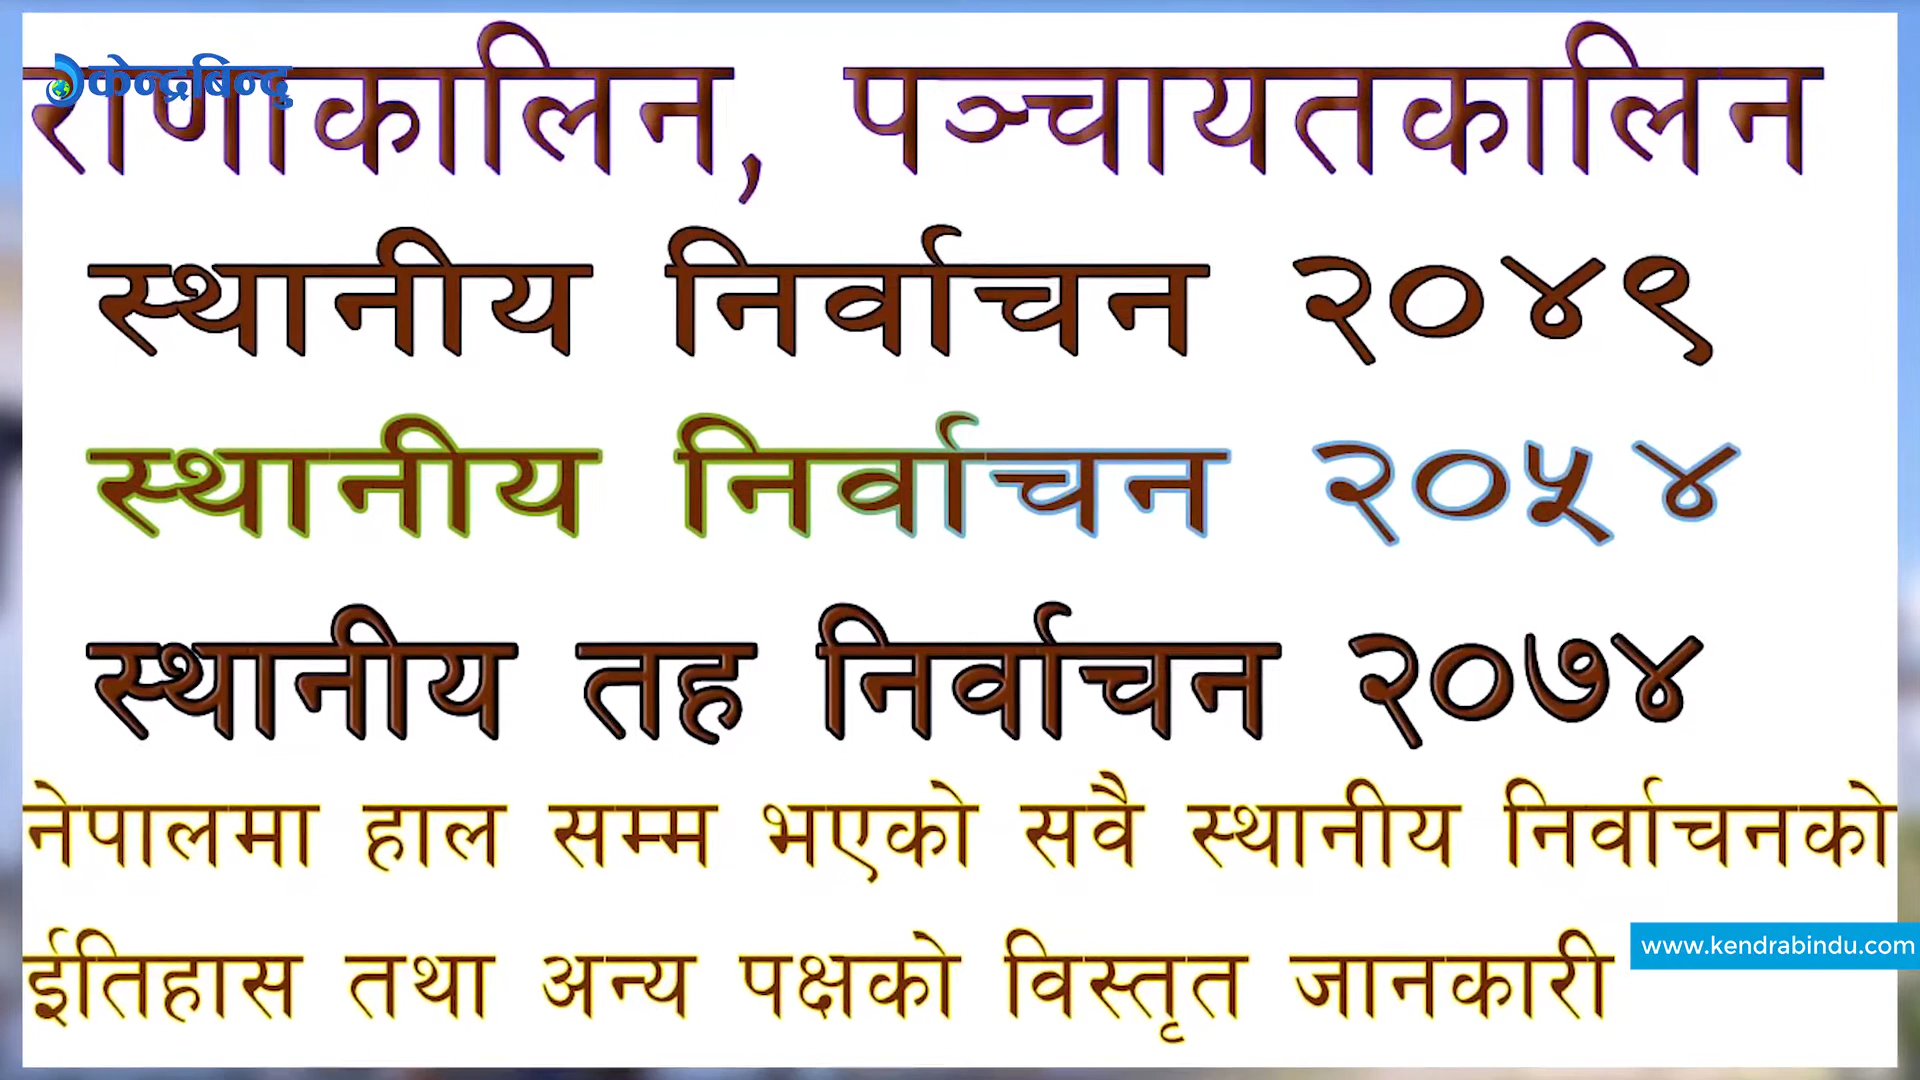 केन्द्रबिन्दु
राणाकालिन, पञ्चायतकालिन
स्थानीय निर्वाचन २०४९
स्थानीय निर्वाचन २०५४
स्थानीय तह निर्वाचन २०७४
नेपालमा हाल सम्म भएको सवै स्थानीय निर्वाचनको
ईतिहास तथा अन्य पक्षको विस्तृत जानकारी
www.kendrabindu.com